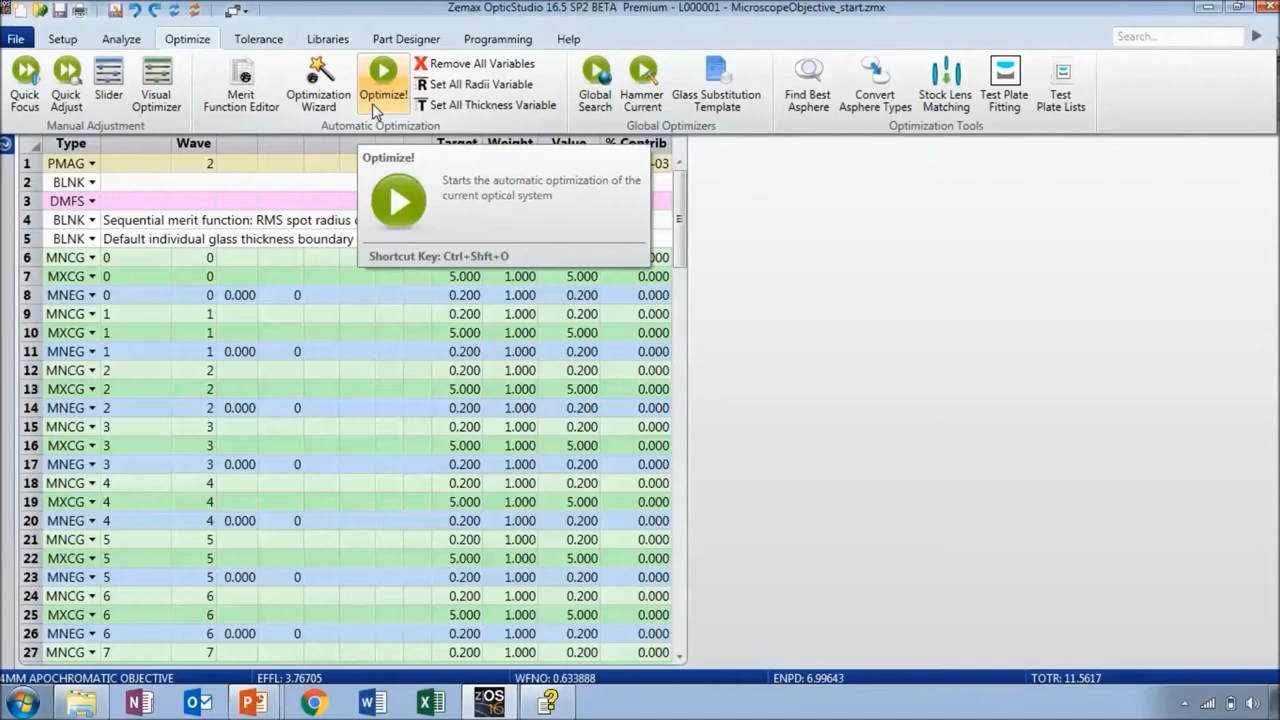 Zemax OpticStudio 16.5 SP2 BETA Premium - L000001 - MicroscopeObjective_start.zmx
File Setup Analyze Optimize Tolerance Libraries Part Designer Programming Help Search...
Quick Focus
Quick Adjust
Slider
Visual Optimizer
Manual Adjustment
Merit Function Editor
Optimization Wizard
Optimize!
Remove All Variables
Set All Radii Variable
Set All Thickness Variable
Automatic Optimization
Global Search
Hammer Current
Glass Substitution Template
Global Optimizers
Find Best Asphere
Convert Asphere Types
Stock Lens Matching
Test Plate Fitting
Test Plate Lists
Optimization Tools
Type Wave Target Weight Value % Contrib
1 PMAG 2 -03
2 BLNK
3 DMFS
4 BLNK Sequential merit function: RMS spot radius
5 BLNK Default individual glass thickness boundary
Optimize!
Starts the automatic optimization of the
current optical system
Shortcut Key: Ctrl+Shft+O
6 MNCG 0 0 000
7 MXCG 0 0 5.000 1.000 5.000 0.000
8 MNEG 0 0 0.000 0 0.200 1.000 0.200 0.000
9 MNCG 1 1 0.200 1.000 0.200 0.000
10 MXCG 1 1 5.000 1.000 5.000 0.000
11 MNEG 1 1 0.000 0 0.200 1.000 0.200 0.000
12 MNCG 2 2 0.200 1.000 0.200 0.000
13 MXCG 2 2 5.000 1.000 5.000 0.000
14 MNEG 2 2 0.000 0 0.200 1.000 0.200 0.000
15 MNCG 3 3 0.200 1.000 0.200 0.000
16 MXCG 3 3 5.000 1.000 5.000 0.000
17 MNEG 3 3 0.000 0 0.200 1.000 0.200 0.000
18 MNCG 4 4 0.200 1.000 0.200 0.000
19 MXCG 4 4 5.000 1.000 5.000 0.000
20 MNEG 4 4 0.000 0 0.200 1.000 0.200 0.000
21 MNCG 5 5 0.200 1.000 0.200 0.000
22 MXCG 5 5 5.000 1.000 5.000 0.000
23 MNEG 5 5 0.000 0 0.200 1.000 0.200 0.000
24 MNCG 6 6 0.200 1.000 0.200 0.000
25 MXCG 6 6 5.000 1.000 5.000 0.000
26 MNEG 6 6 0.000 0 0.200 1.000 0.200 0.000
27 MNCG 7 7 0.200 1.000 0.200 0.000
4MM APOCHROMATIC OBJECTIVE EFFL: 3.76705 WFNO: 0.633888 ENPD: 6.99643 TOTR: 11.5617